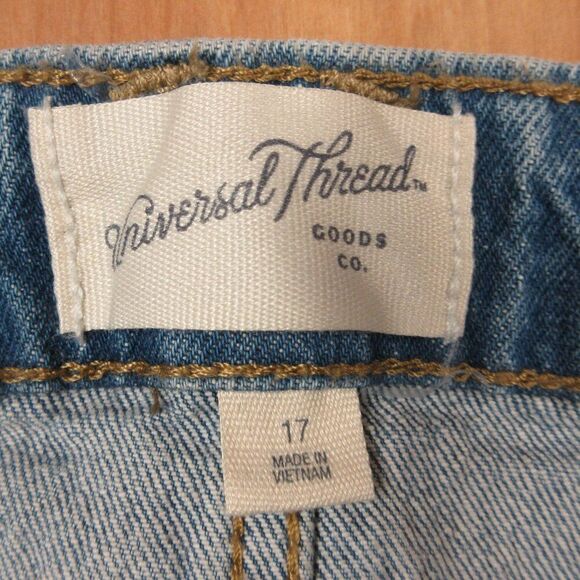 Universal Thread™
GOODS
CO.
17
MADE IN
VIETNAM